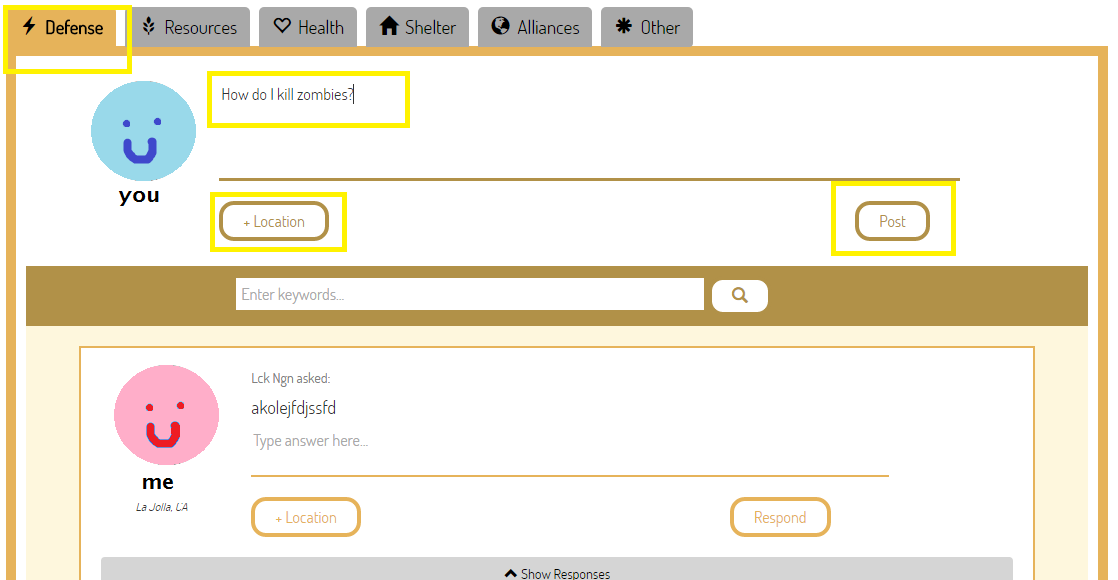 Defense Resources Health Shelter Alliances Other
How do I kill zombies?
you
+ Location Post
Enter keywords...
Lck Ngn asked:
akolejfdjssfd
Type answer here...
me
La Jolla, CA
+ Location Respond
Show Responses